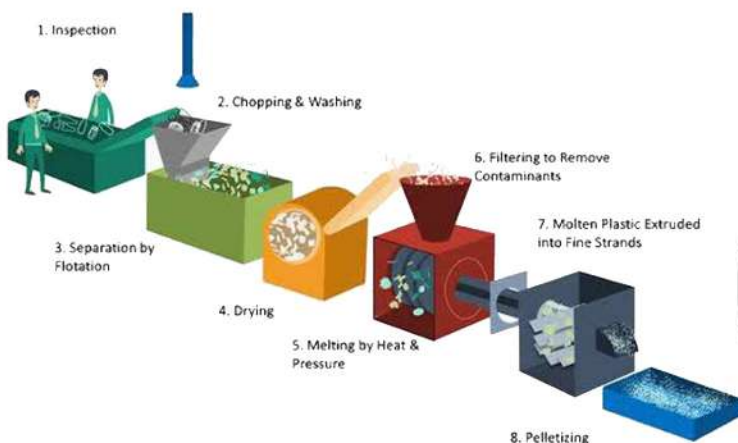 1. Inspection
2. Chopping & Washing
3. Separation by
Flotation
4. Drying
5. Melting by Heat &
Pressure
6. Filtering to Remove
Contaminants
7. Molten Plastic Extruded
into Fine Strands
8. Pelletizing